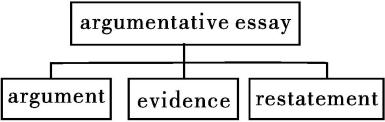 argumentative essay
argument
evidence
restatement